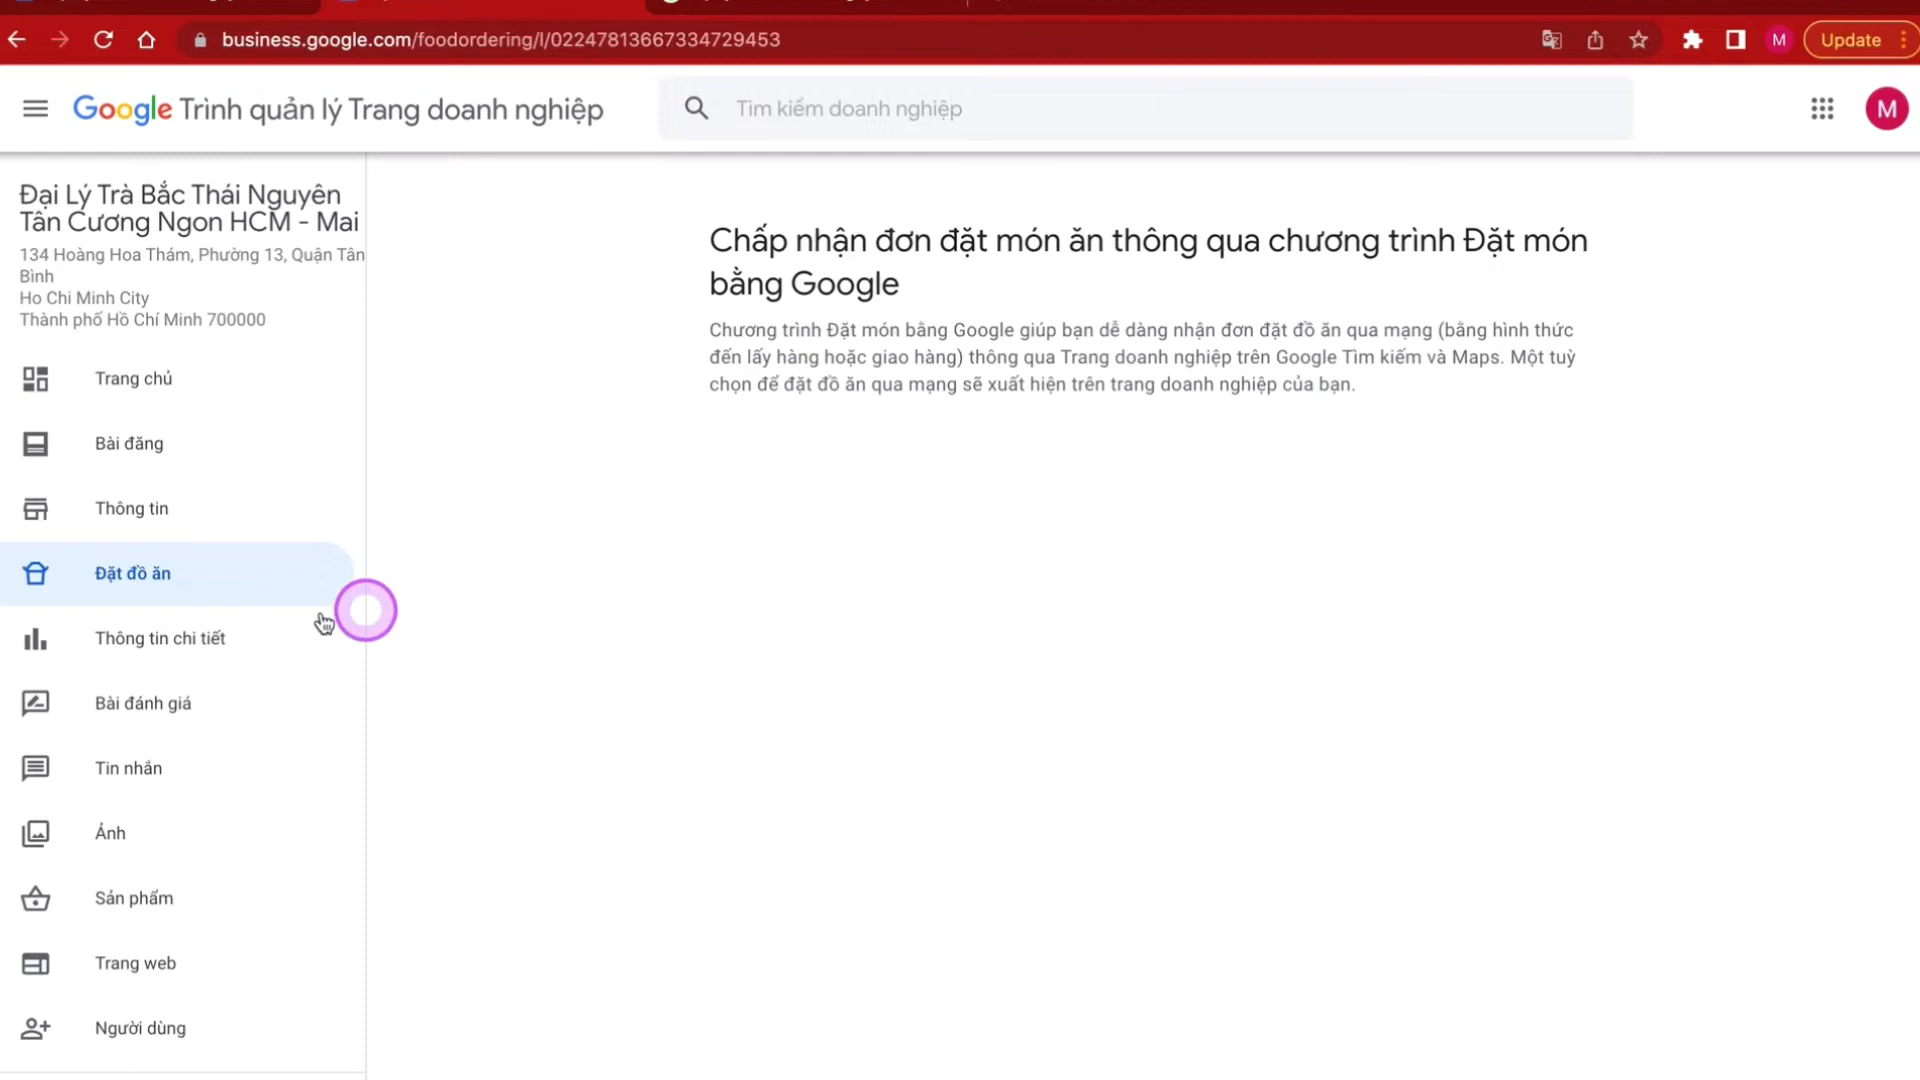 business.google.com/foodordering/l/02247813667334729453
M
Update
Google Trình quản lý Trang doanh nghiệp
Tìm kiếm doanh nghiệp
M
Đại Lý Trà Bắc Thái Nguyên
Tân Cương Ngon HCM - Mai
134 Hoàng Hoa Thám, Phường 13, Quận Tân
Bình
Ho Chi Minh City
Thành phố Hồ Chí Minh 700000
Trang chủ
Bài đăng
Thông tin
Đặt đồ ăn
Thông tin chi tiết
Bài đánh giá
Tin nhắn
Ảnh
Sản phẩm
Trang web
Người dùng
Chấp nhận đơn đặt món ăn thông qua chương trình Đặt món
bằng Google
Chương trình Đặt món bằng Google giúp bạn dễ dàng nhận đơn đặt đồ ăn qua mạng (bằng hình thức
đến lấy hàng hoặc giao hàng) thông qua Trang doanh nghiệp trên Google Tìm kiếm và Maps. Một tuỳ
chọn để đặt đồ ăn qua mạng sẽ xuất hiện trên trang doanh nghiệp của bạn.